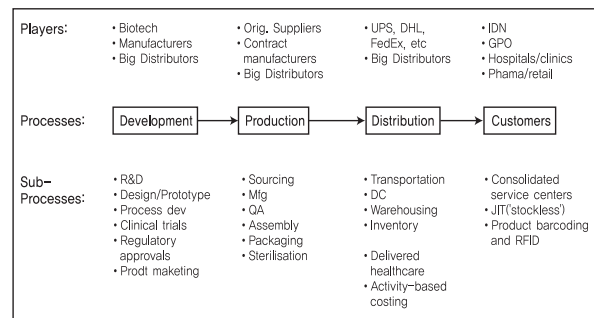 Players:
• Biotech
• Manufacturers
• Big Distributors
• Orig. Suppliers
• Contract
manufacturers
• Big Distributors
• UPS, DHL,
FedEx, etc
• Big Distributors
• IDN
• GPO
• Hospitals/clinics
• Phama/retail
Processes:
Development
Production
Distribution
Customers
Sub-
Processes:
• R&D
• Design/Prototype
• Process dev
• Clinical trials
• Regulatory
approvals
• Prodt maketing
• Sourcing
• Mfg
• QA
• Assembly
• Packaging
• Sterilisation
• Transportation
• DC
• Warehousing
• Inventory
• Delivered
healthcare
• Activity-based
costing
• Consolidated
service centers
• JIT('stockless')
• Product barcoding
and RFID